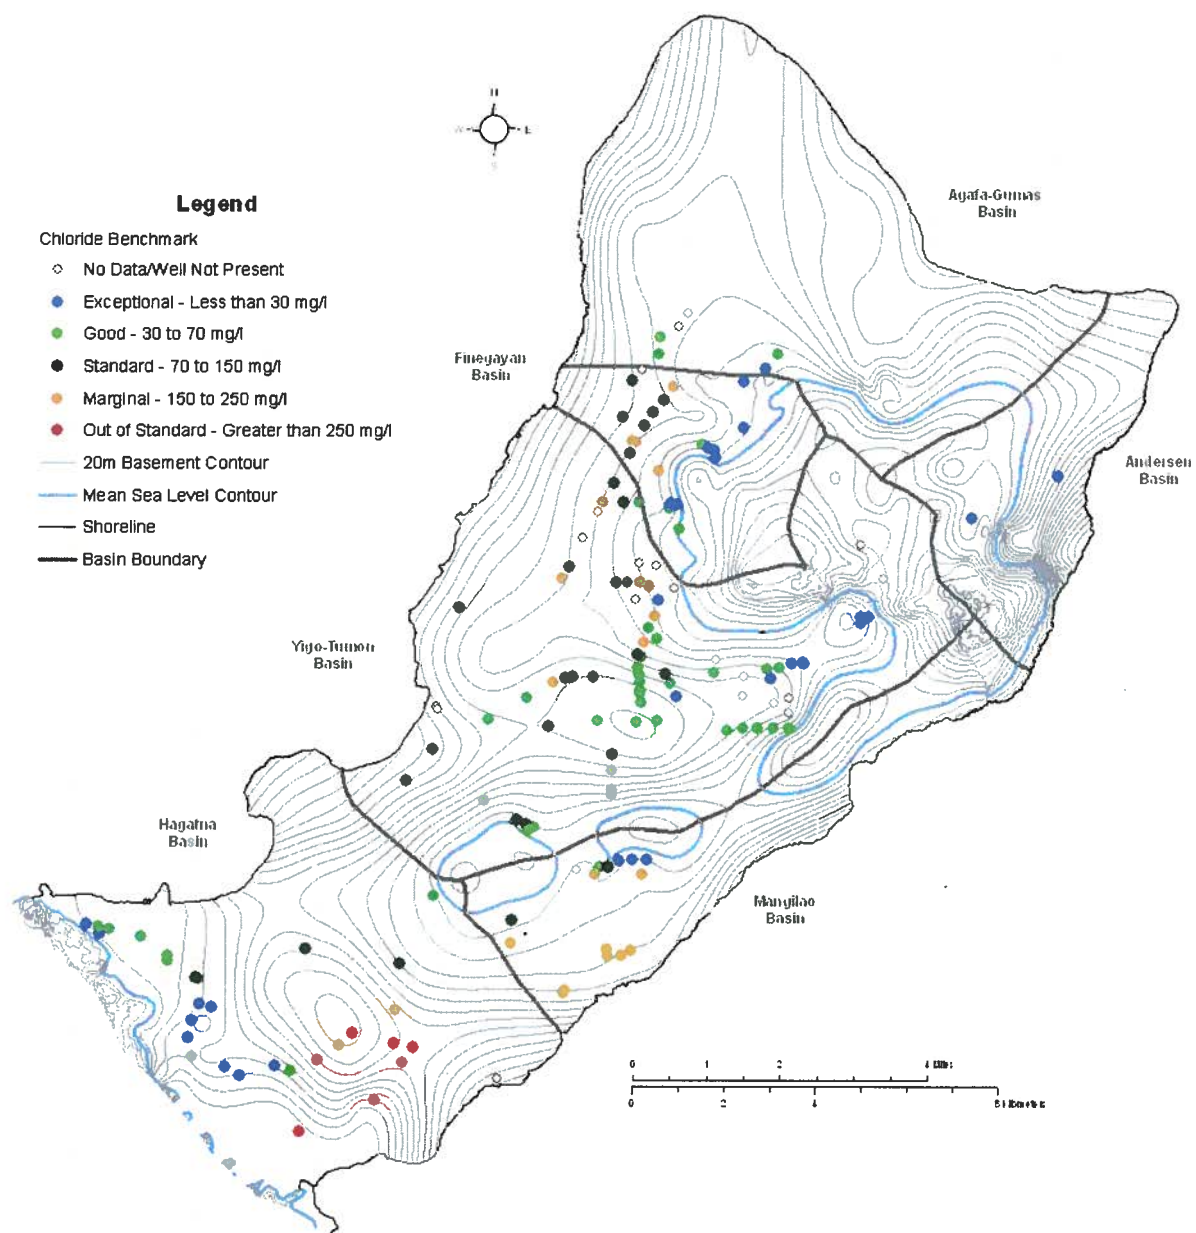 N
W
E
S
Agafa-Gumas
Basin
Legend
Chloride Benchmark
No Data/Well Not Present
Exceptional - Less than 30 mg/l
Good - 30 to 70 mg/l
Standard - 70 to 150 mg/l
Marginal - 150 to 250 mg/l
Out of Standard - Greater than 250 mg/l
20m Basement Contour
Mean Sea Level Contour
Shoreline
Basin Boundary
Finegayan
Basin
Andersen
Basin
Yigo-Tumon
Basin
Hagatna
Basin
Mangilao
Basin
0 1 2 4 Miles
0 2 4 8 Kilometers